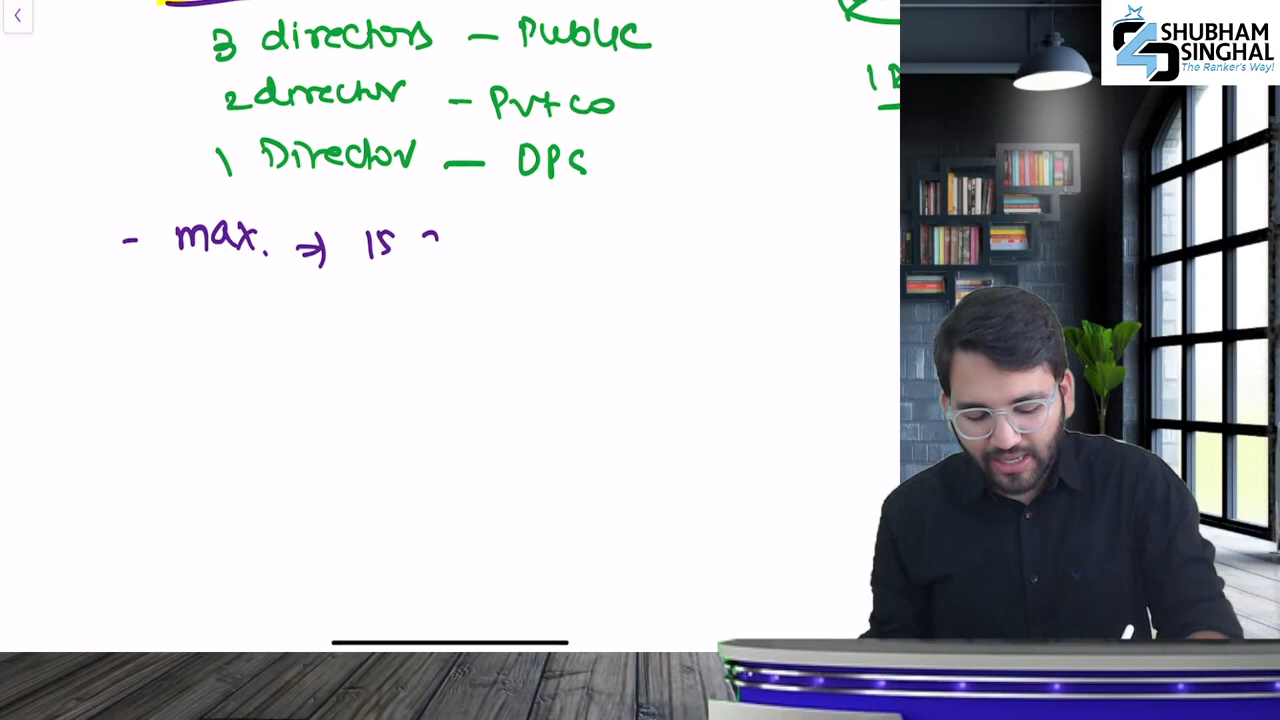 3 directors - Public
2 director - Pvt co
1 Director - OPC
- max. ⇒ 15
SHUBHAM
SINGHAL
The Ranker's Way!